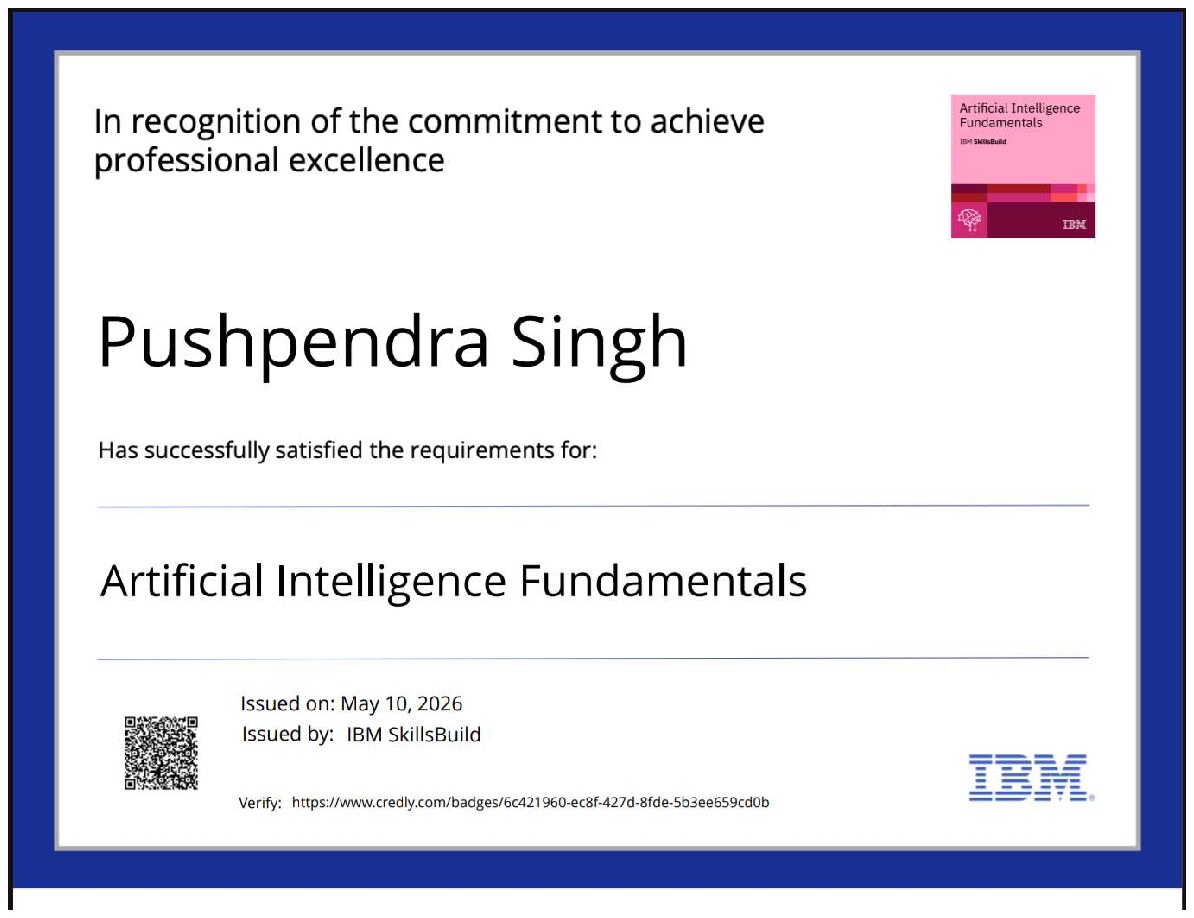 In recognition of the commitment to achieve
professional excellence
Artificial Intelligence
Fundamentals
IBM SkillsBuild
IBM
Pushpendra Singh
Has successfully satisfied the requirements for:
Artificial Intelligence Fundamentals
Issued on: May 10, 2026
Issued by: IBM SkillsBuild
Verify: https://www.credly.com/badges/6c421960-ec8f-427d-8fde-5b3ee659cd0b
IBM